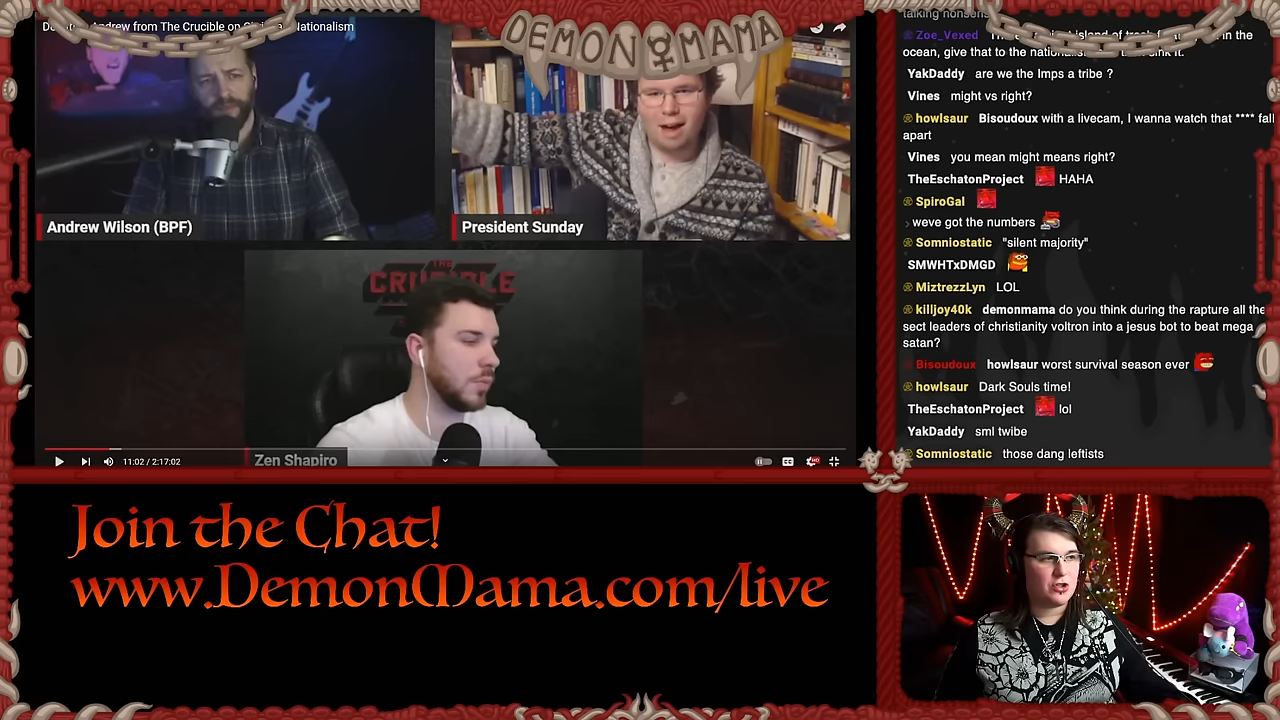 Andrew from The Crucible on
Nationalism
DEMON MAMA
Andrew Wilson (BPF)
President Sunday
THE
CRUCIBLE
Zen Shapiro
11:02 / 2:17:02
CC
HD
talking nonsens
Zoe_Vexed island of in the
ocean, give that to the
YakDaddy are we the Imps a tribe ?
Vines might vs right?
howlsaur Bisoudoux with a livecam, I wanna watch that **** fall
apart
Vines you mean might means right?
TheEschatonProject HAHA
SpiroGal
weve got the numbers
Somniostatic "silent majority"
SMWHTxDMGD
MiztrezzLyn LOL
killjoy40k demonmama do you think during the rapture all the
sect leaders of christianity voltron into a jesus bot to beat mega
satan?
Bisoudoux howlsaur worst survival season ever
howlsaur Dark Souls time!
TheEschatonProject lol
YakDaddy sml twibe
Somniostatic those dang leftists
Join the Chat!
www.DemonMama.com/live